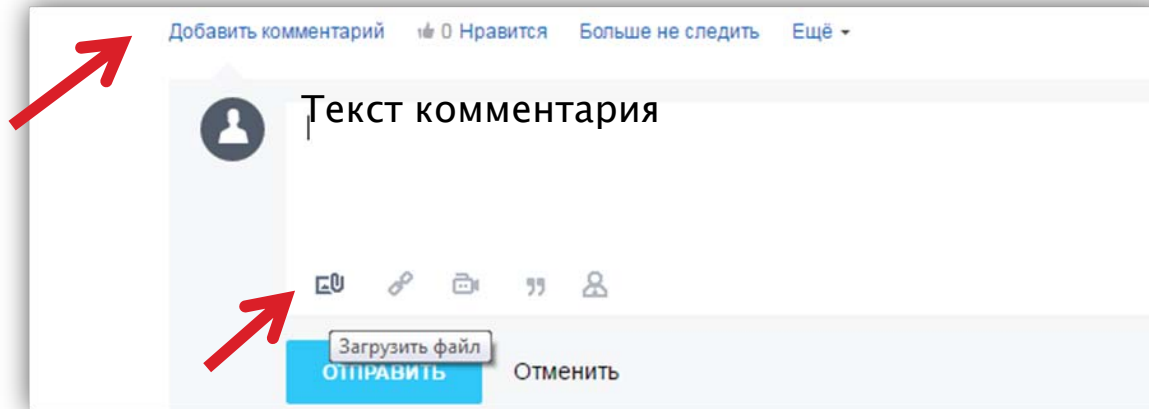 Добавить комментарий 0 Нравится Больше не следить Ещё
Текст комментария
Загрузить файл
ОТПРАВИТЬ Отменить